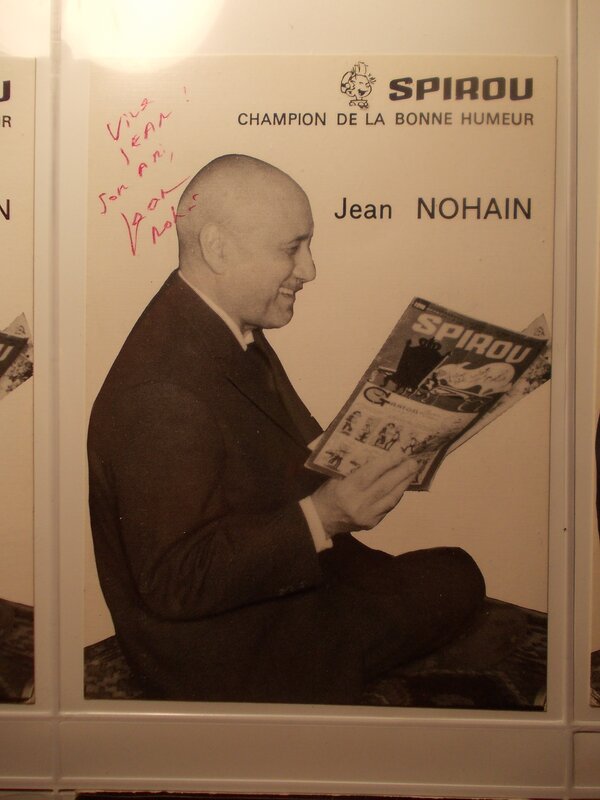 SPIROU
CHAMPION DE LA BONNE HUMEUR
Vive
JEAN!
son ami,
Jean
Nohain
Jean NOHAIN
SPIROU
U
R
N